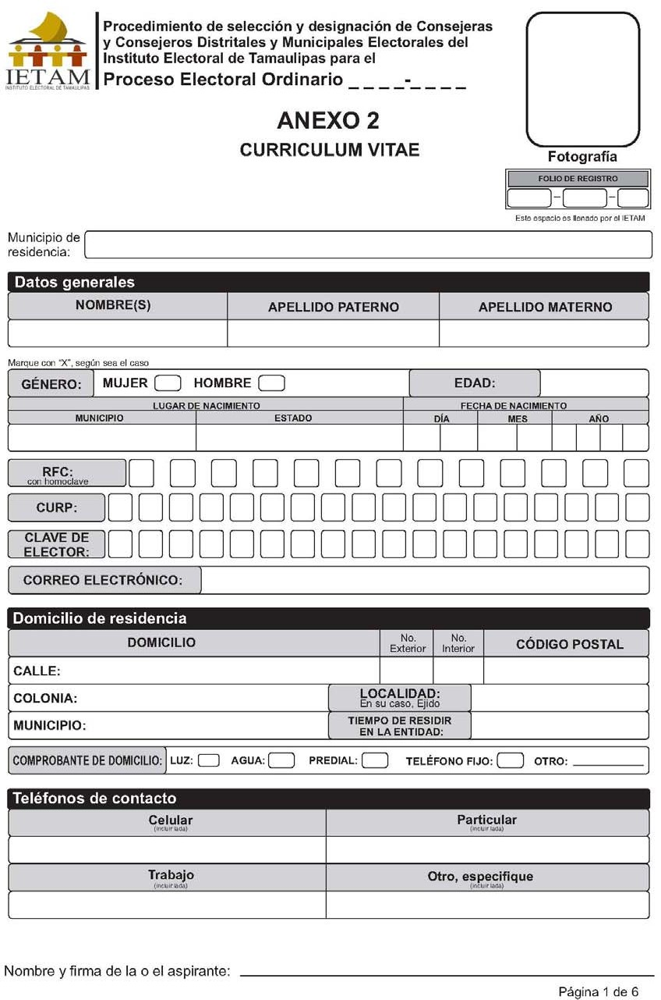 IETAM
INSTITUTO ELECTORAL DE TAMAULIPAS
Procedimiento de selección y designación de Consejeras
y Consejeros Distritales y Municipales Electorales del
Instituto Electoral de Tamaulipas para el
Proceso Electoral Ordinario _ _ _ _-_ _ _ _
ANEXO 2
CURRICULUM VITAE
Fotografía
FOLIO DE REGISTRO
– –
Este espacio es llenado por el IETAM
Municipio de
residencia:
Datos generales
NOMBRE(S) APELLIDO PATERNO APELLIDO MATERNO
Marque con "X", según sea el caso
GÉNERO: MUJER HOMBRE EDAD:
LUGAR DE NACIMIENTO FECHA DE NACIMIENTO
MUNICIPIO ESTADO DÍA MES AÑO
RFC:
con homoclave
CURP:
CLAVE DE
ELECTOR:
CORREO ELECTRÓNICO:
Domicilio de residencia
DOMICILIO No. Exterior No. Interior CÓDIGO POSTAL
CALLE:
COLONIA: LOCALIDAD:
En su caso, Ejido
MUNICIPIO: TIEMPO DE RESIDIR
EN LA ENTIDAD:
COMPROBANTE DE DOMICILIO: LUZ: AGUA: PREDIAL: TELÉFONO FIJO: OTRO: ____________
Teléfonos de contacto
Celular Particular
(incluir lada) (incluir lada)
Trabajo Otro, especifique
(incluir lada) (incluir lada)
Nombre y firma de la o el aspirante: ____________
Página 1 de 6